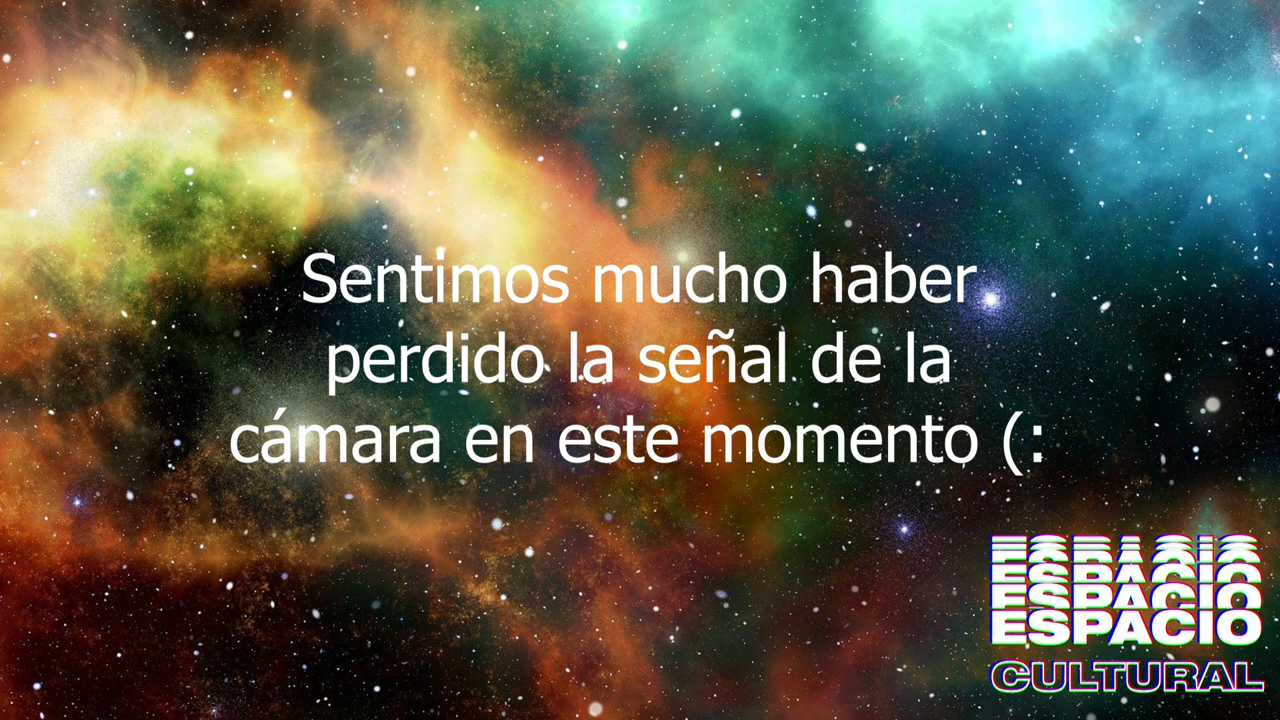 Sentimos mucho haber
perdido la señal de la
cámara en este momento (:
ESPACIO
ESPACIO
ESPACIO
ESPACIO
CULTURAL